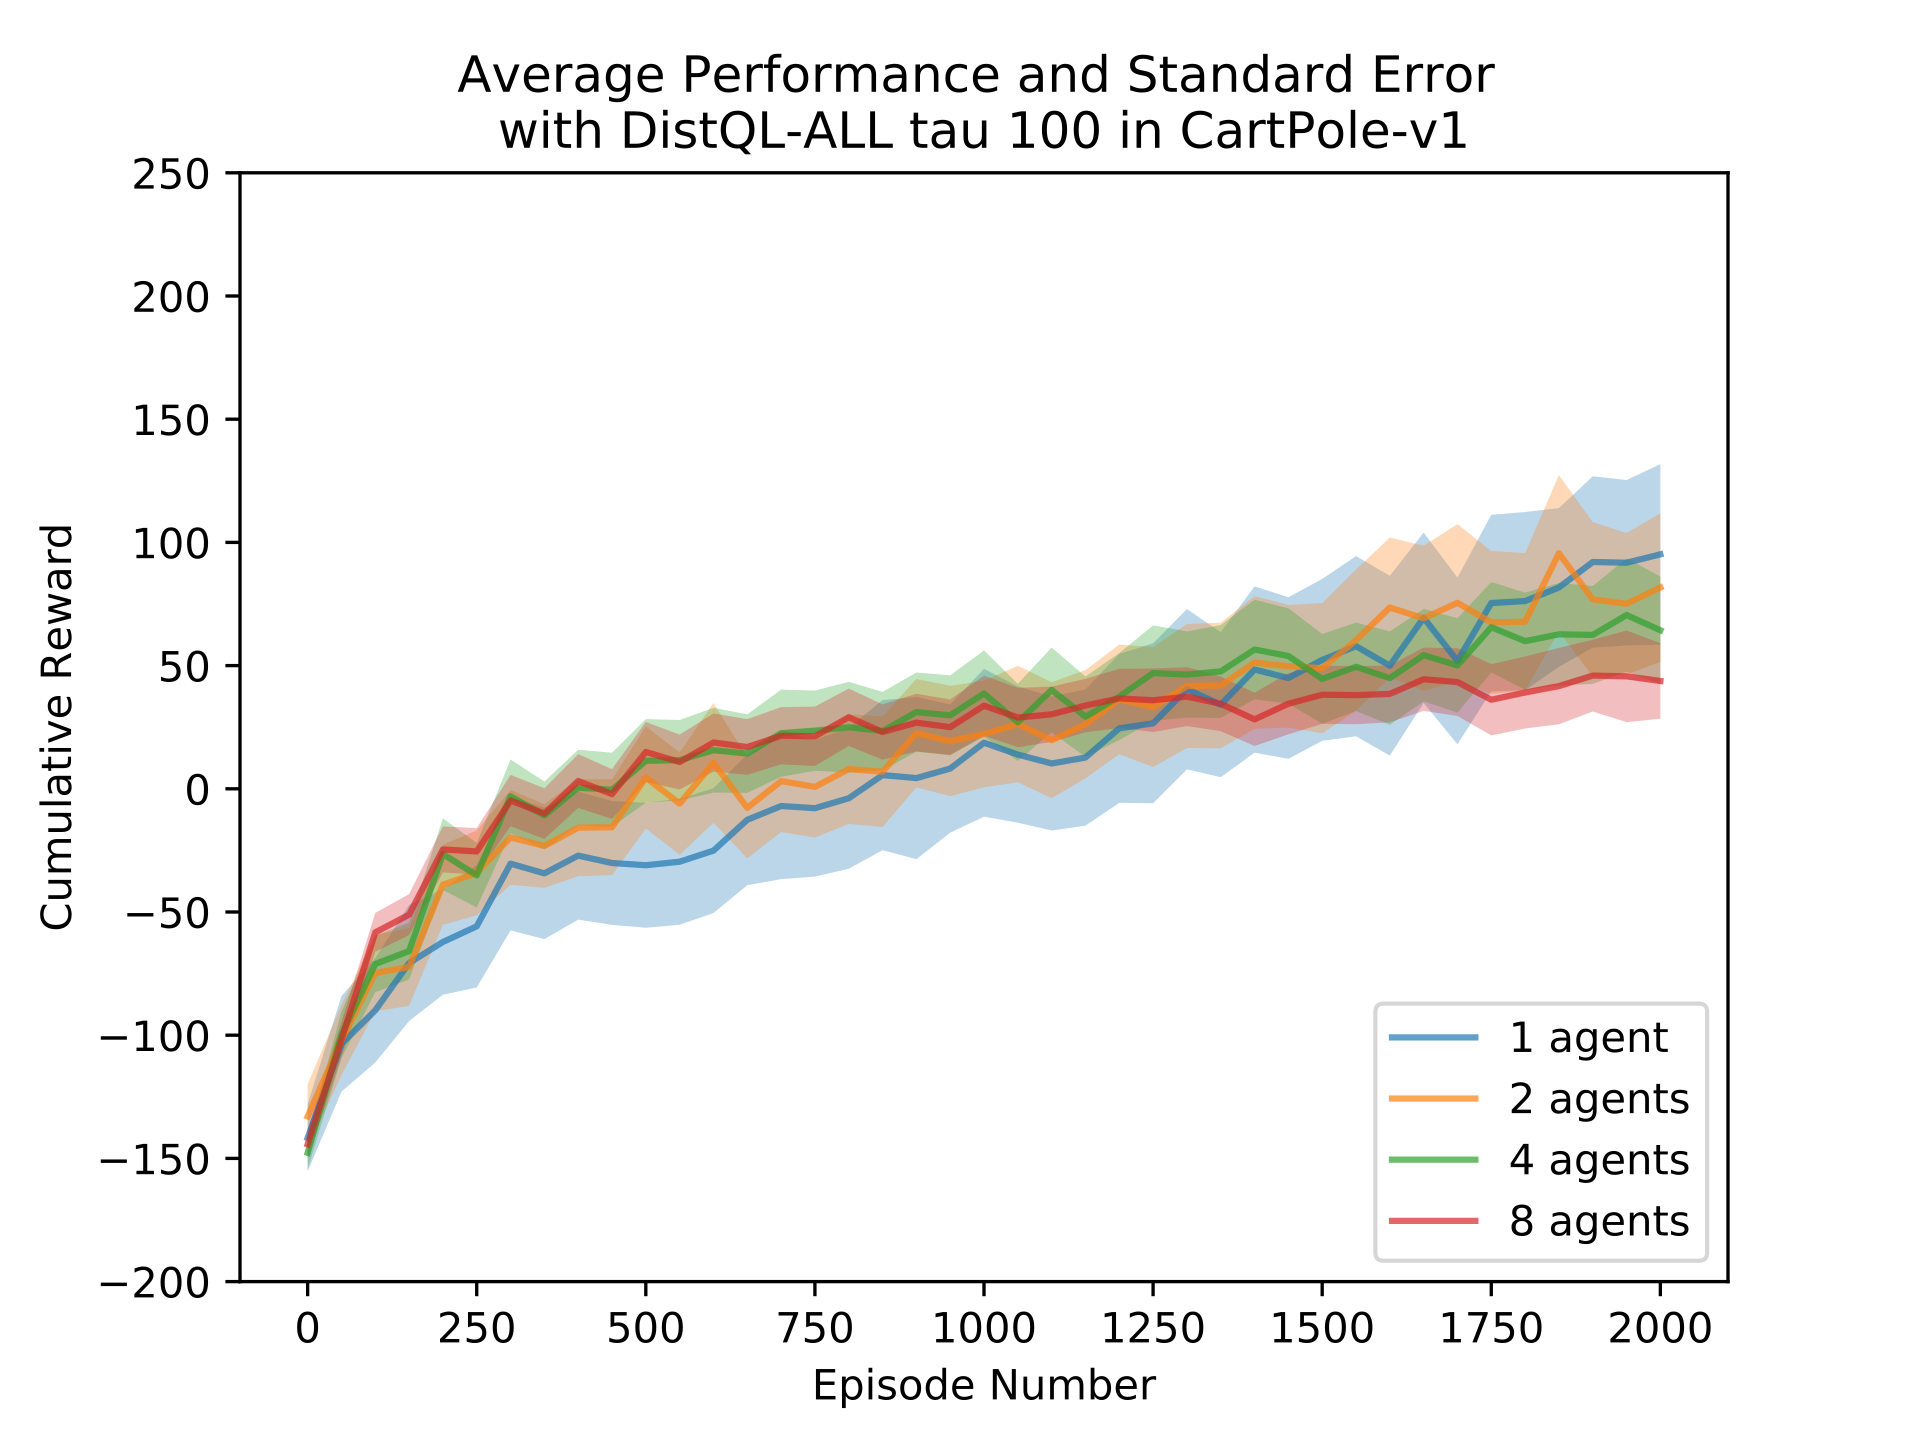 Average Performance and Standard Error
with DistQL-ALL tau 100 in CartPole-v1
250
200
150
100
50
0
−50
−100
−150
−200
Cumulative Reward
0 250 500 750 1000 1250 1500 1750 2000
Episode Number
1 agent
2 agents
4 agents
8 agents